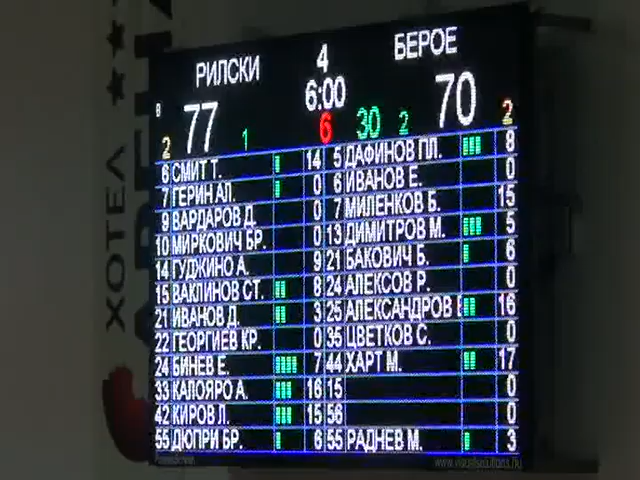 РИЛСКИ 4 БЕРОЕ
8 77 6:00 70
2 1 6 30 2 2
6 СМИТ Т. 14 5 ДАФИНОВ ПЛ. 8
7 ГЕРИН АЛ. 0 6 ИВАНОВ Е. 0
9 ВАРДАРОВ Д. 0 7 МИЛЕНКОВ Б. 15
10 МИРКОВИЧ БР. 0 13 ДИМИТРОВ М. 5
14 ГУДЖИНО А. 9 21 БАКОВИЧ Б. 6
15 ВАКЛИНОВ СТ. 8 24 АЛЕКСОВ Р. 0
21 ИВАНОВ Д. 3 25 АЛЕКСАНДРОВ 16
22 ГЕОРГИЕВ КР. 0 35 ЦВЕТКОВ С. 0
24 БИНЕВ Е. 7 44 ХАРТ М. 17
33 КАЛОЯРО А. 16 15 0
42 КИРОВ Л. 15 56 0
55 ДЮПРИ БР. 6 55 РАДНЕВ М. 3
ХОТЕЛ